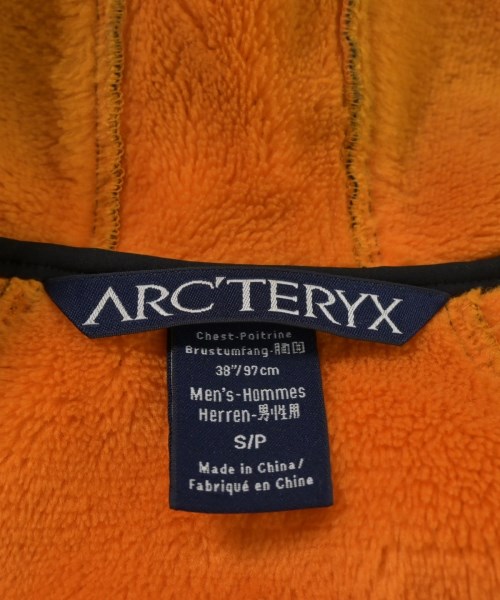 ARC'TERYX
Chest-Poitrine
Brustumfang-胸囲
38"/97cm
Men's-Hommes
Herren-男性用
S/P
Made in China/
Fabriqué en Chine